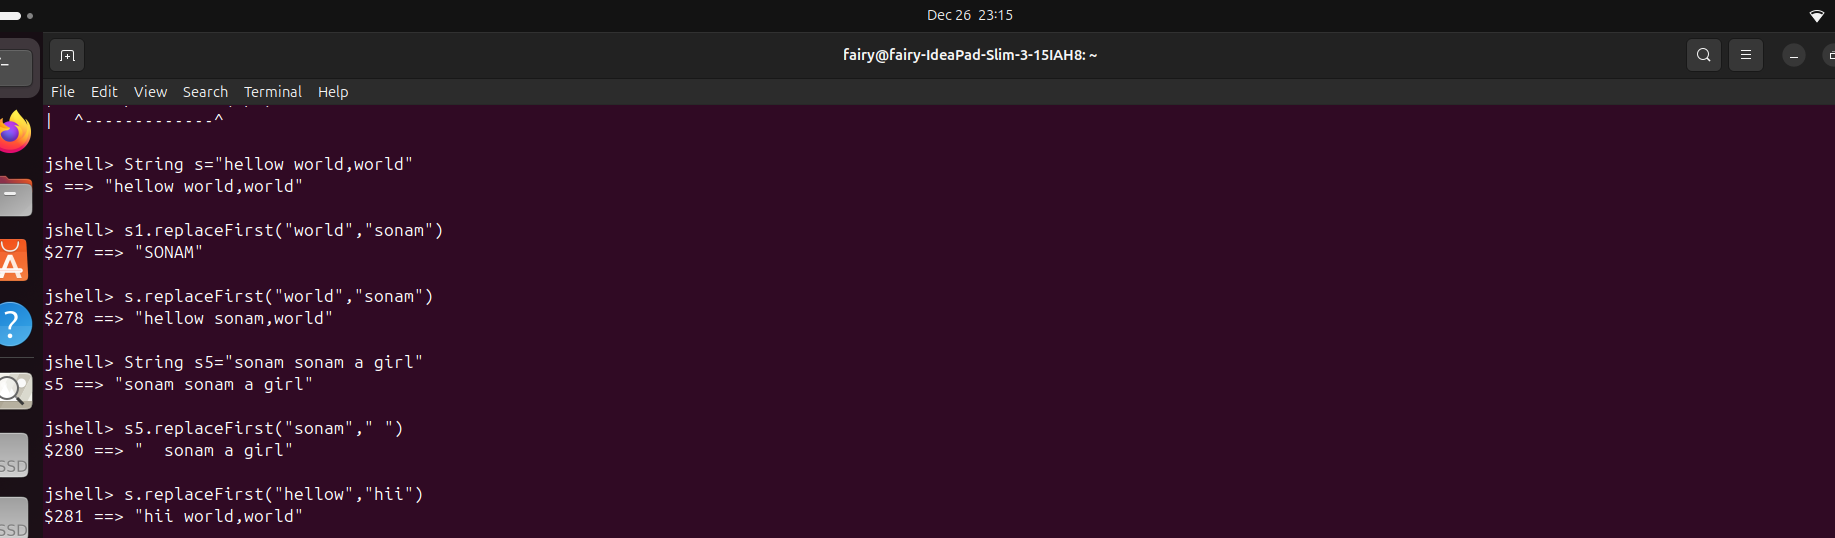 Dec 26 23:15
fairy@fairy-IdeaPad-Slim-3-15IAH8: ~
File Edit View Search Terminal Help
| ^-------------^
jshell> String s="hellow world,world"
s ==> "hellow world,world"
jshell> s1.replaceFirst("world","sonam")
$277 ==> "SONAM"
jshell> s.replaceFirst("world","sonam")
$278 ==> "hellow sonam,world"
jshell> String s5="sonam sonam a girl"
s5 ==> "sonam sonam a girl"
jshell> s5.replaceFirst("sonam"," ")
$280 ==> "  sonam a girl"
jshell> s.replaceFirst("hellow","hii")
$281 ==> "hii world,world"
SSD
SSD